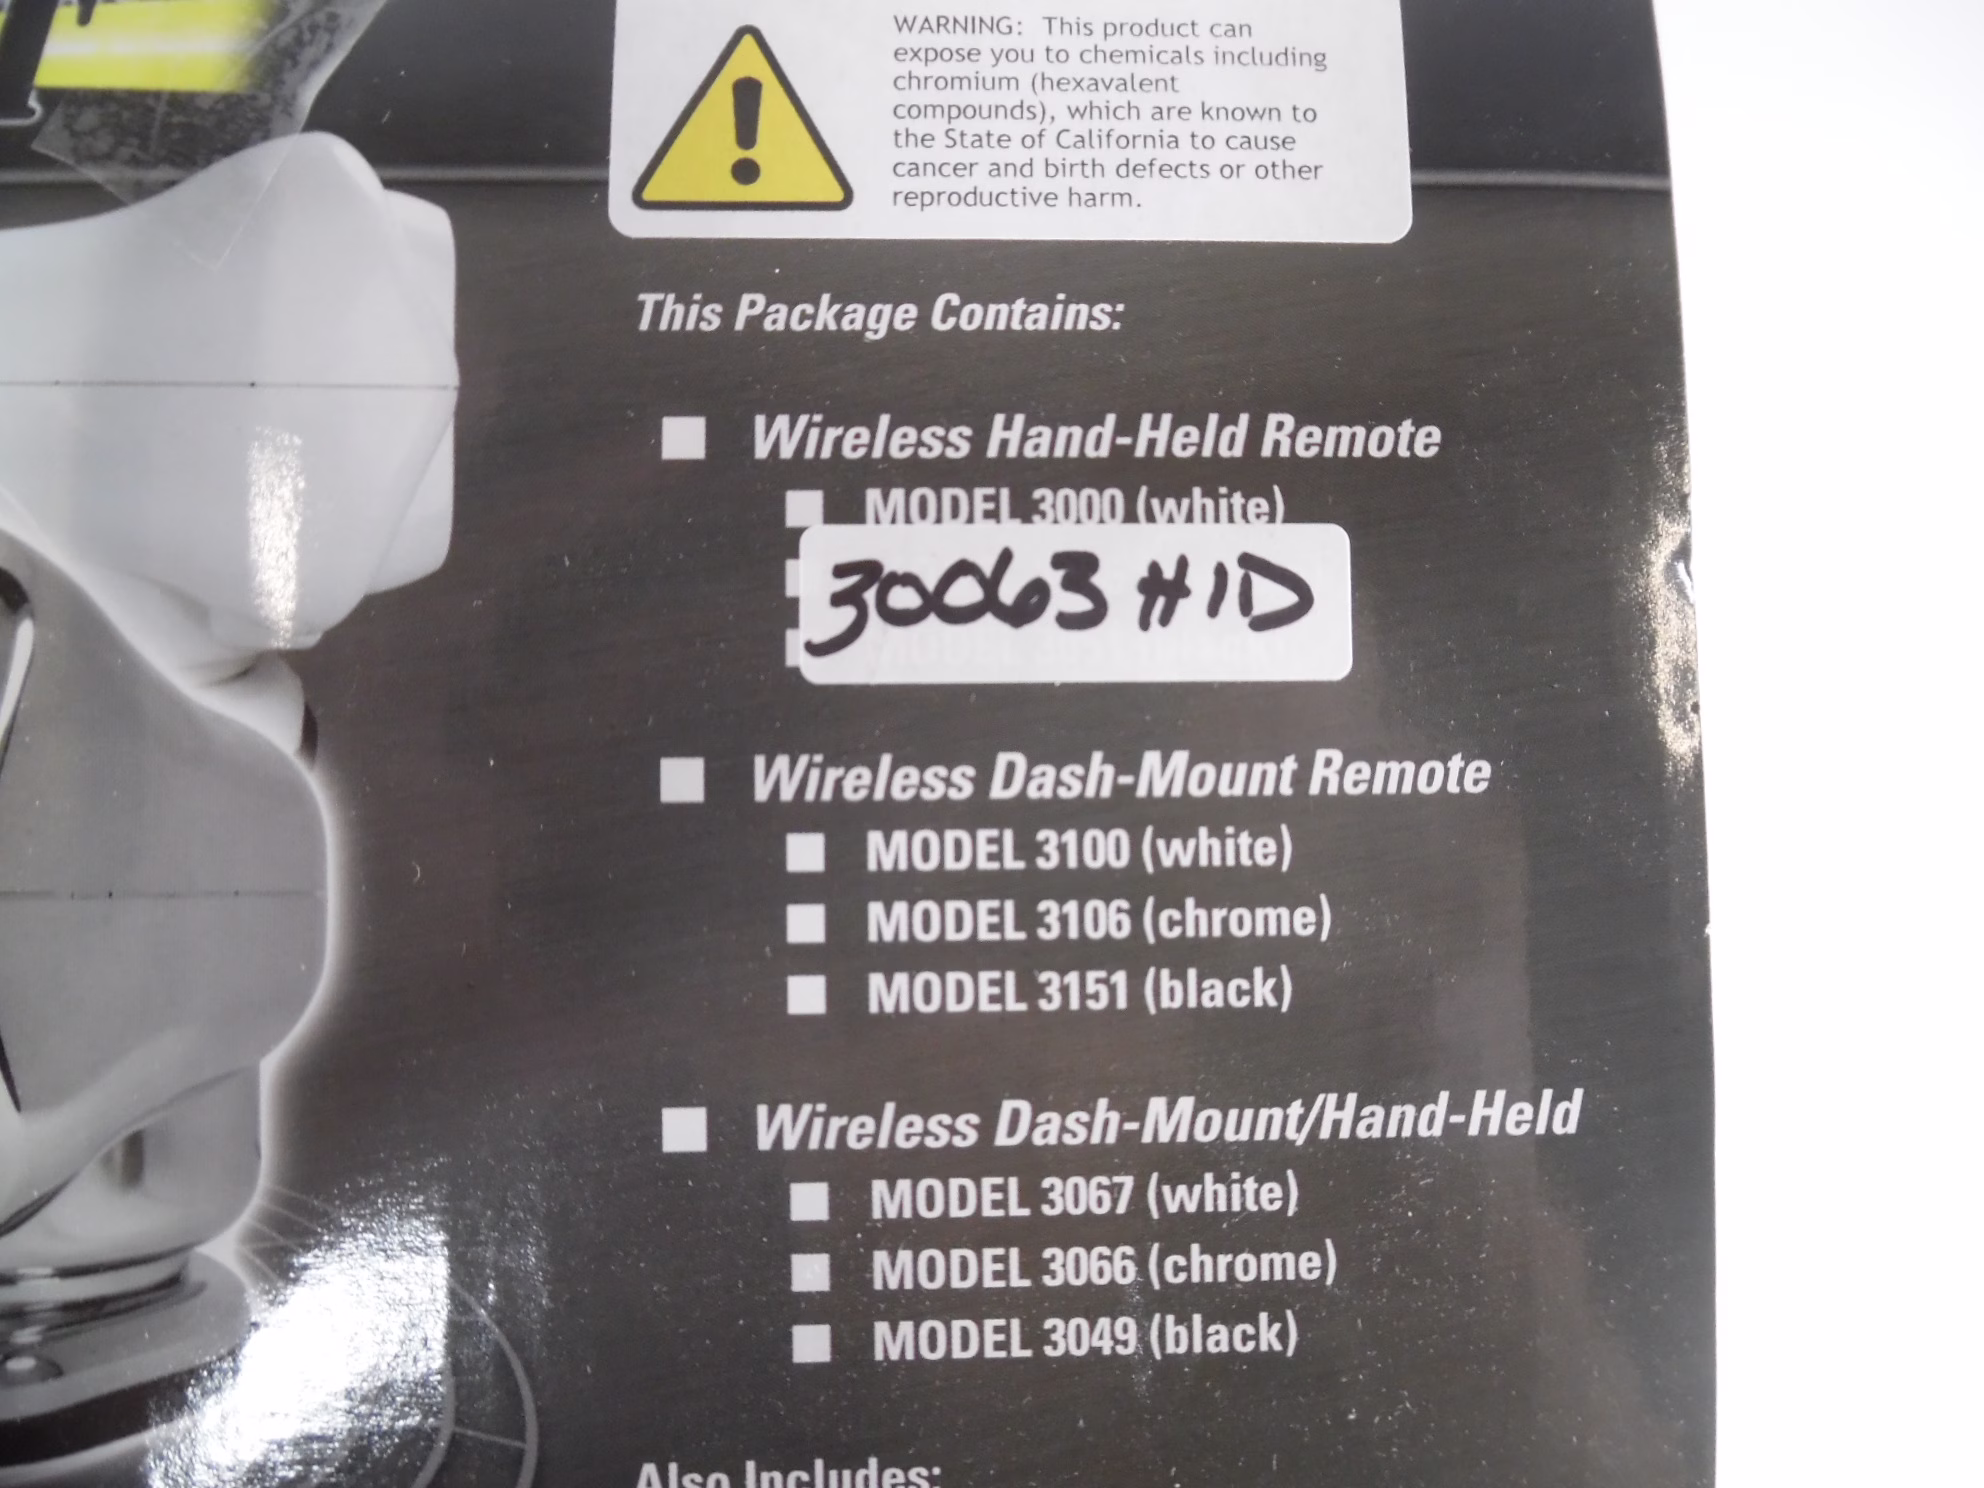 WARNING: This product can
expose you to chemicals including
chromium (hexavalent
compounds), which are known to
the State of California to cause
cancer and birth defects or other
reproductive harm.
This Package Contains:
Wireless Hand-Held Remote
MODEL 3000 (white)
30063 HID
Wireless Dash-Mount Remote
MODEL 3100 (white)
MODEL 3106 (chrome)
MODEL 3151 (black)
Wireless Dash-Mount/Hand-Held
MODEL 3067 (white)
MODEL 3066 (chrome)
MODEL 3049 (black)
Also Includes: